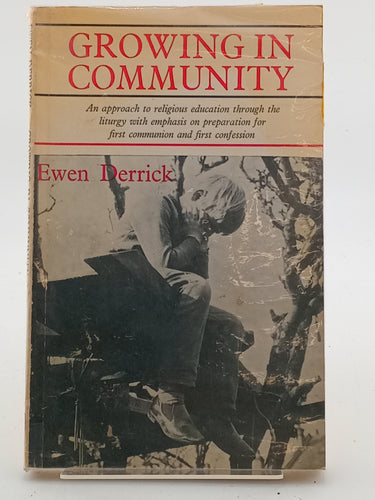 GROWING IN
COMMUNITY
An approach to religious education through the
liturgy with emphasis on preparation for
first communion and first confession
Ewen Derrick